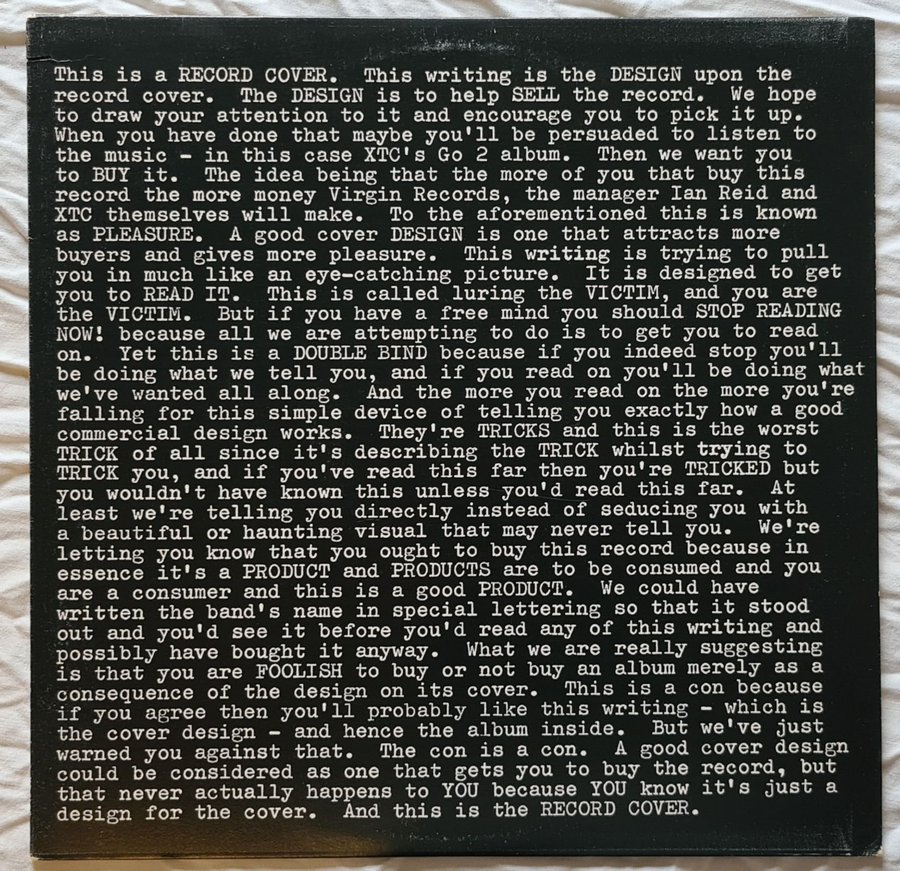 This is a RECORD COVER.  This writing is the DESIGN upon the
record cover.  The DESIGN is to help SELL the record.  We hope
to draw your attention to it and encourage you to pick it up.
When you have done that maybe you'll be persuaded to listen to
the music - in this case XTC's Go 2 album.  Then we want you
to BUY it.  The idea being that the more of you that buy this
record the more money Virgin Records, the manager Ian Reid and
XTC themselves will make.  To the aforementioned this is known
as PLEASURE.  A good cover DESIGN is one that attracts more
buyers and gives more pleasure.  This writing is trying to pull
you in much like an eye-catching picture.  It is designed to get
you to READ IT.  This is called luring the VICTIM, and you are
the VICTIM.  But if you have a free mind you should STOP READING
NOW! because all we are attempting to do is to get you to read
on.  Yet this is a DOUBLE BIND because if you indeed stop you'll
be doing what we tell you, and if you read on you'll be doing what
we've wanted all along.  And the more you read on the more you're
falling for this simple device of telling you exactly how a good
commercial design works.  They're TRICKS and this is the worst
TRICK of all since it's describing the TRICK whilst trying to
TRICK you, and if you've read this far then you're TRICKED but
you wouldn't have known this unless you'd read this far.  At
least we're telling you directly instead of seducing you with
a beautiful or haunting visual that may never tell you.  We're
letting you know that you ought to buy this record because in
essence it's a PRODUCT and PRODUCTS are to be consumed and you
are a consumer and this is a good PRODUCT.  We could have
written the band's name in special lettering so that it stood
out and you'd see it before you'd read any of this writing and
possibly have bought it anyway.  What we are really suggesting
is that you are FOOLISH to buy or not buy an album merely as a
consequence of the design on its cover.  This is a con because
if you agree then you'll probably like this writing - which is
the cover design - and hence the album inside.  But we've just
warned you against that.  The con is a con.  A good cover design
could be considered as one that gets you to buy the record, but
that never actually happens to YOU because YOU know it's just a
design for the cover.  And this is the RECORD COVER.